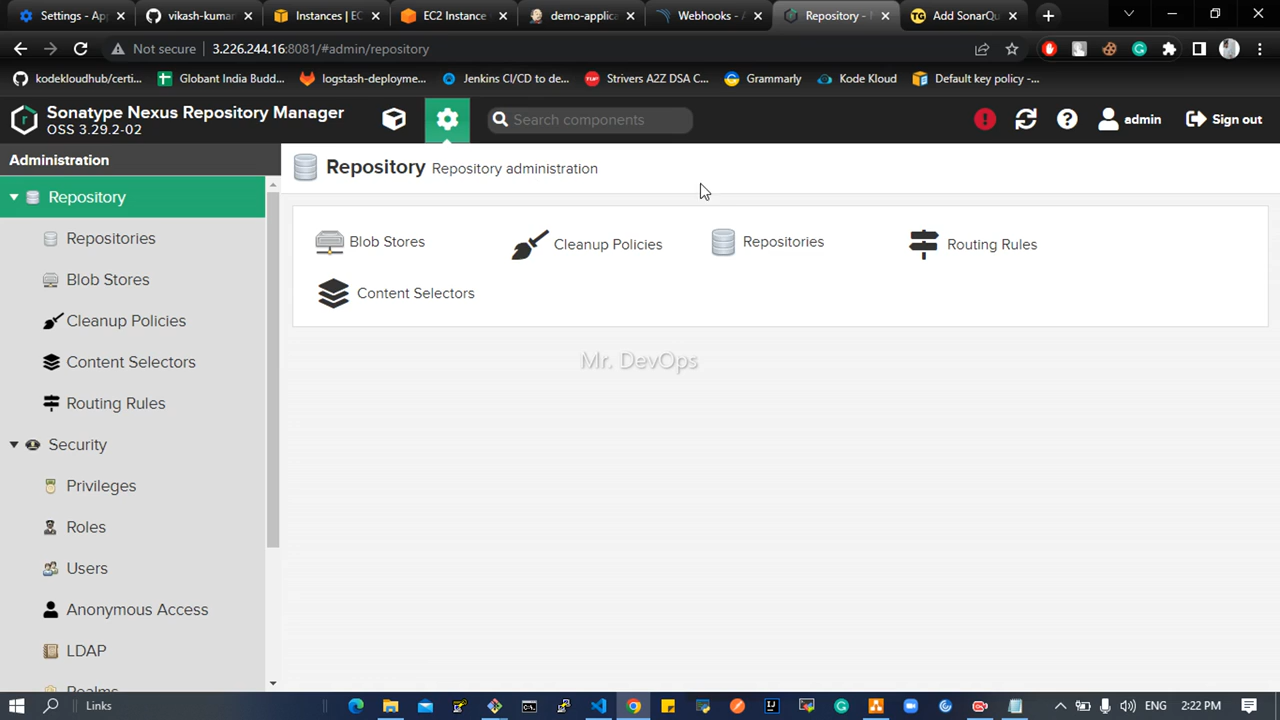 Settings - Ap
vikash-kumar
Instances | EC
EC2 Instance
demo-applica
Webhooks - A
Repository - N
Add SonarQu
Not secure
3.226.244.16:8081/#admin/repository
kodekloudhub/certi...
Globant India Budd...
logstash-deployme...
Jenkins CI/CD to de...
Strivers A2Z DSA C...
Grammarly
Kode Kloud
Default key policy -...
Sonatype Nexus Repository Manager
OSS 3.29.2-02
Search components
admin
Sign out
Administration
Repository
Repositories
Blob Stores
Cleanup Policies
Content Selectors
Routing Rules
Security
Privileges
Roles
Users
Anonymous Access
LDAP
Realms
Repository Repository administration
Blob Stores
Cleanup Policies
Repositories
Routing Rules
Content Selectors
Mr. DevOps
Links
ENG
2:22 PM